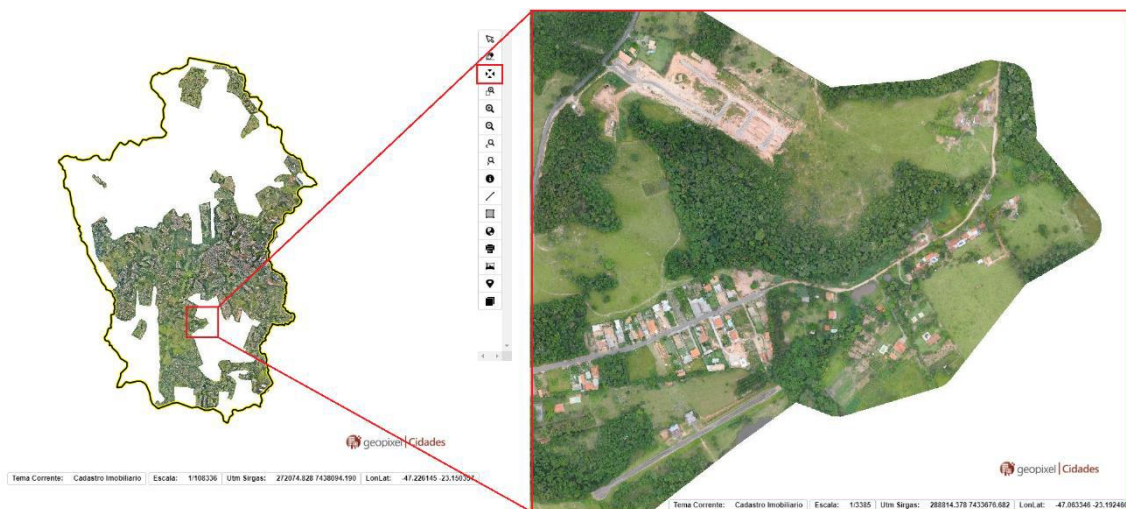 geopixel Cidades
Tema Corrente: Cadastro Imobiliario Escala: 1/108336 Utm Sirgas: 272074.828 7438094.190 LonLat: -47.226145 -23.150357
geopixel Cidades
Tema Corrente: Cadastro Imobiliario Escala: 1/3385 Utm Sirgas: 288814.378 7433676.682 LonLat: -47.063346 -23.192460